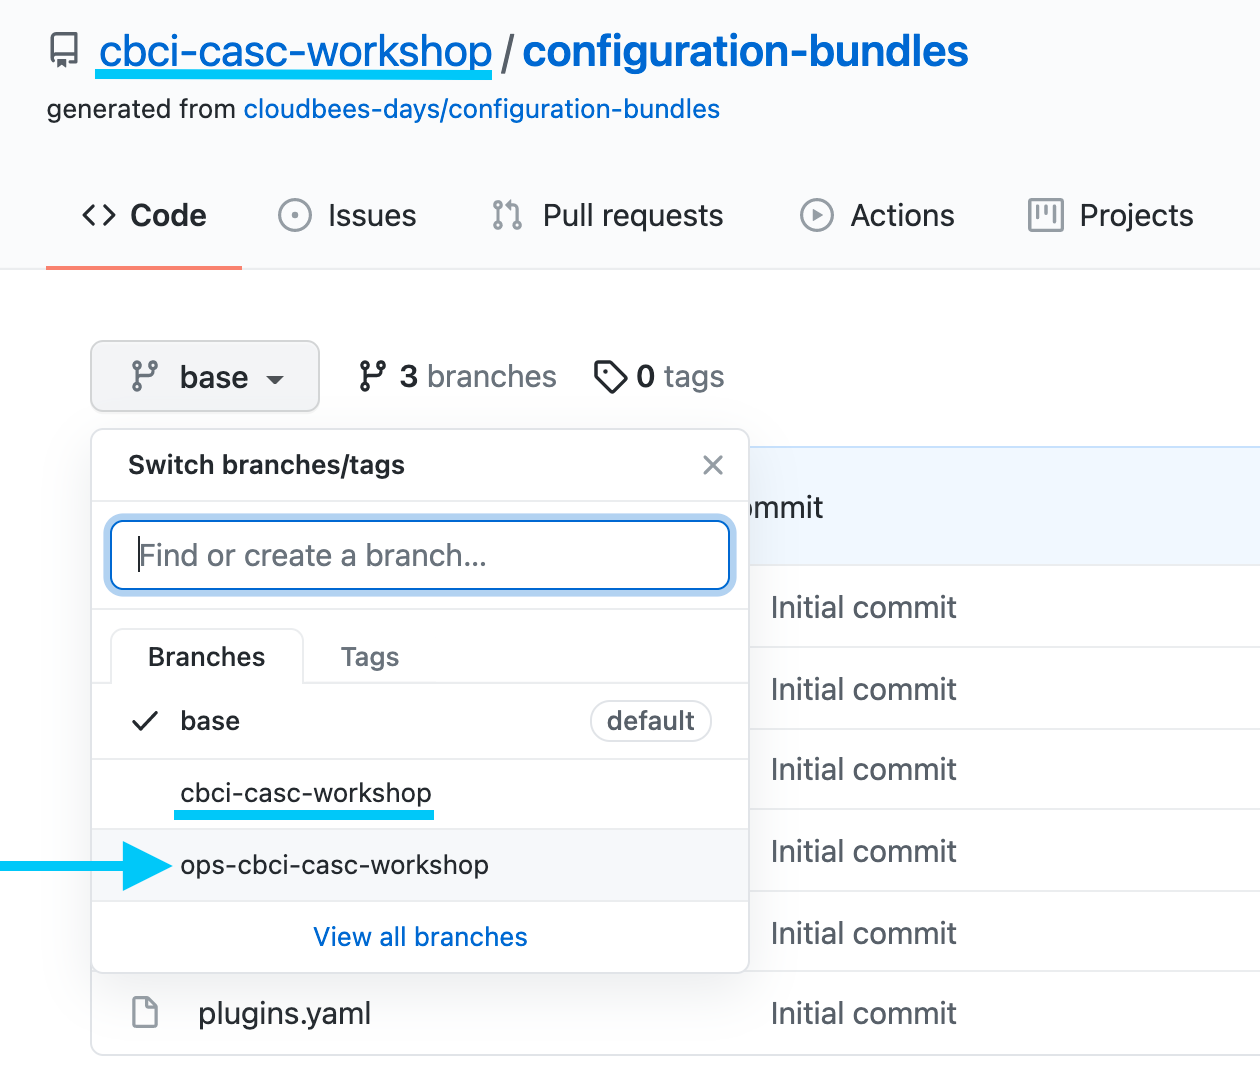 cbci-casc-workshop / configuration-bundles
generated from cloudbees-days/configuration-bundles
Code Issues Pull requests Actions Projects
base 3 branches 0 tags
Switch branches/tags
Find or create a branch...
Branches Tags
base default
cbci-casc-workshop
ops-cbci-casc-workshop
View all branches
Initial commit
Initial commit
Initial commit
Initial commit
Initial commit
plugins.yaml Initial commit